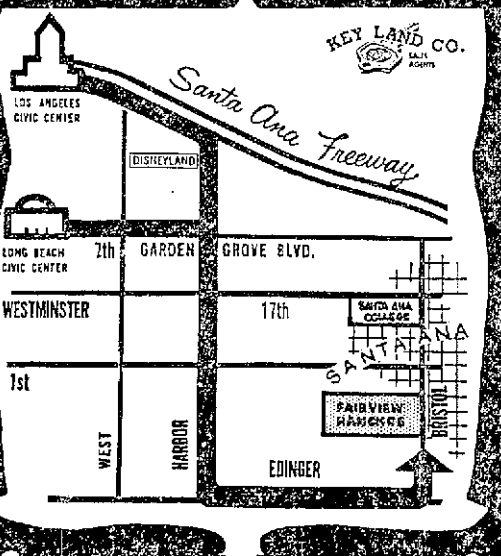 KEY LAND CO.
SALES
AGENTS
LOS ANGELES
CIVIC CENTER
Santa Ana Freeway
DISNEYLAND
LONG BEACH
CIVIC CENTER
7th GARDEN GROVE BLVD.
WESTMINSTER 17th
SANTA ANA
COLLEGE
SANTA ANA
1st
FAIRVIEW
RANCHOS
BRISTOL
WEST
HARBOR
EDINGER